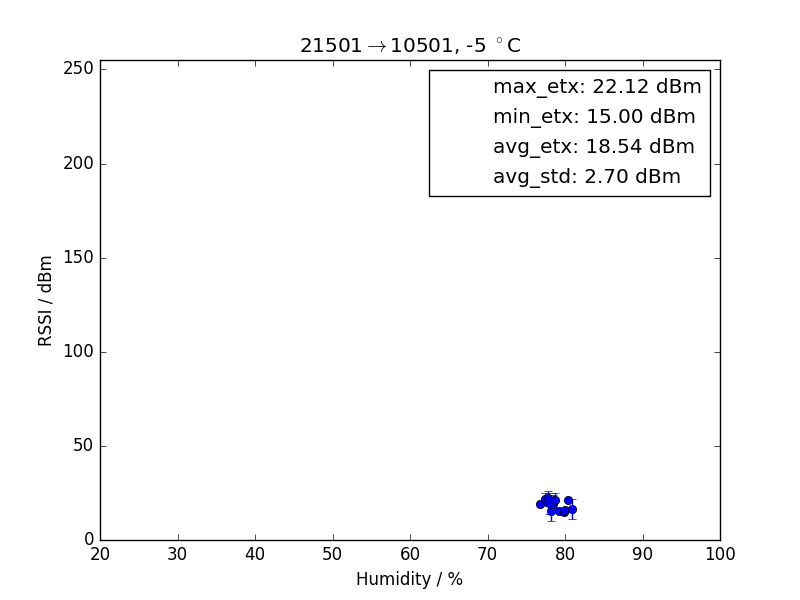 21501→10501, -5 °C
max_etx: 22.12 dBm
min_etx: 15.00 dBm
avg_etx: 18.54 dBm
avg_std: 2.70 dBm
RSSI / dBm
250
200
150
100
50
0
20 30 40 50 60 70 80 90 100
Humidity / %